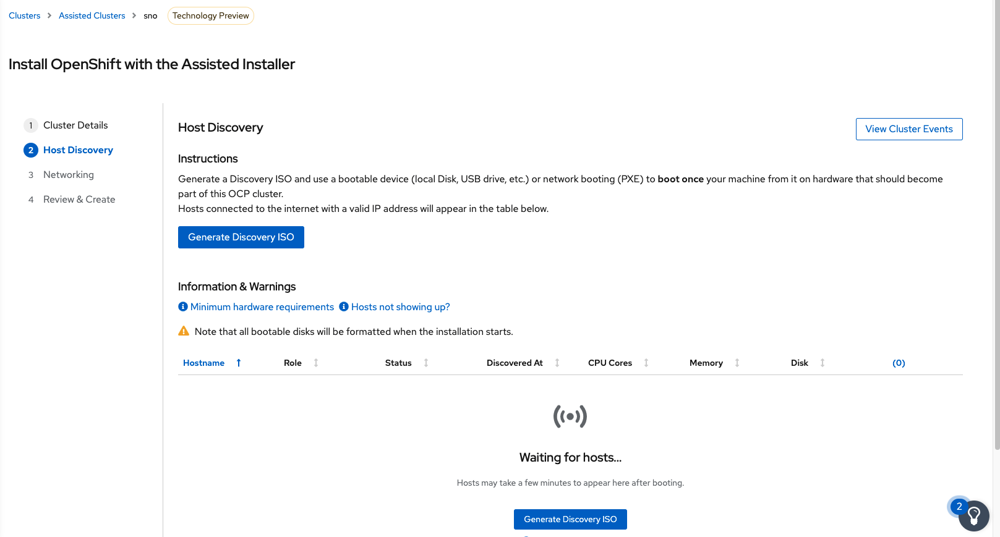 Clusters > Assisted Clusters > sno Technology Preview
Install OpenShift with the Assisted Installer
1 Cluster Details
2 Host Discovery
3 Networking
4 Review & Create
Host Discovery
View Cluster Events
Instructions
Generate a Discovery ISO and use a bootable device (local Disk, USB drive, etc.) or network booting (PXE) to boot once your machine from it on hardware that should become
part of this OCP cluster.
Hosts connected to the internet with a valid IP address will appear in the table below.
Generate Discovery ISO
Information & Warnings
Minimum hardware requirements Hosts not showing up?
Note that all bootable disks will be formatted when the installation starts.
Hostname Role Status Discovered At CPU Cores Memory Disk (0)
Waiting for hosts...
Hosts may take a few minutes to appear here after booting.
Generate Discovery ISO
2